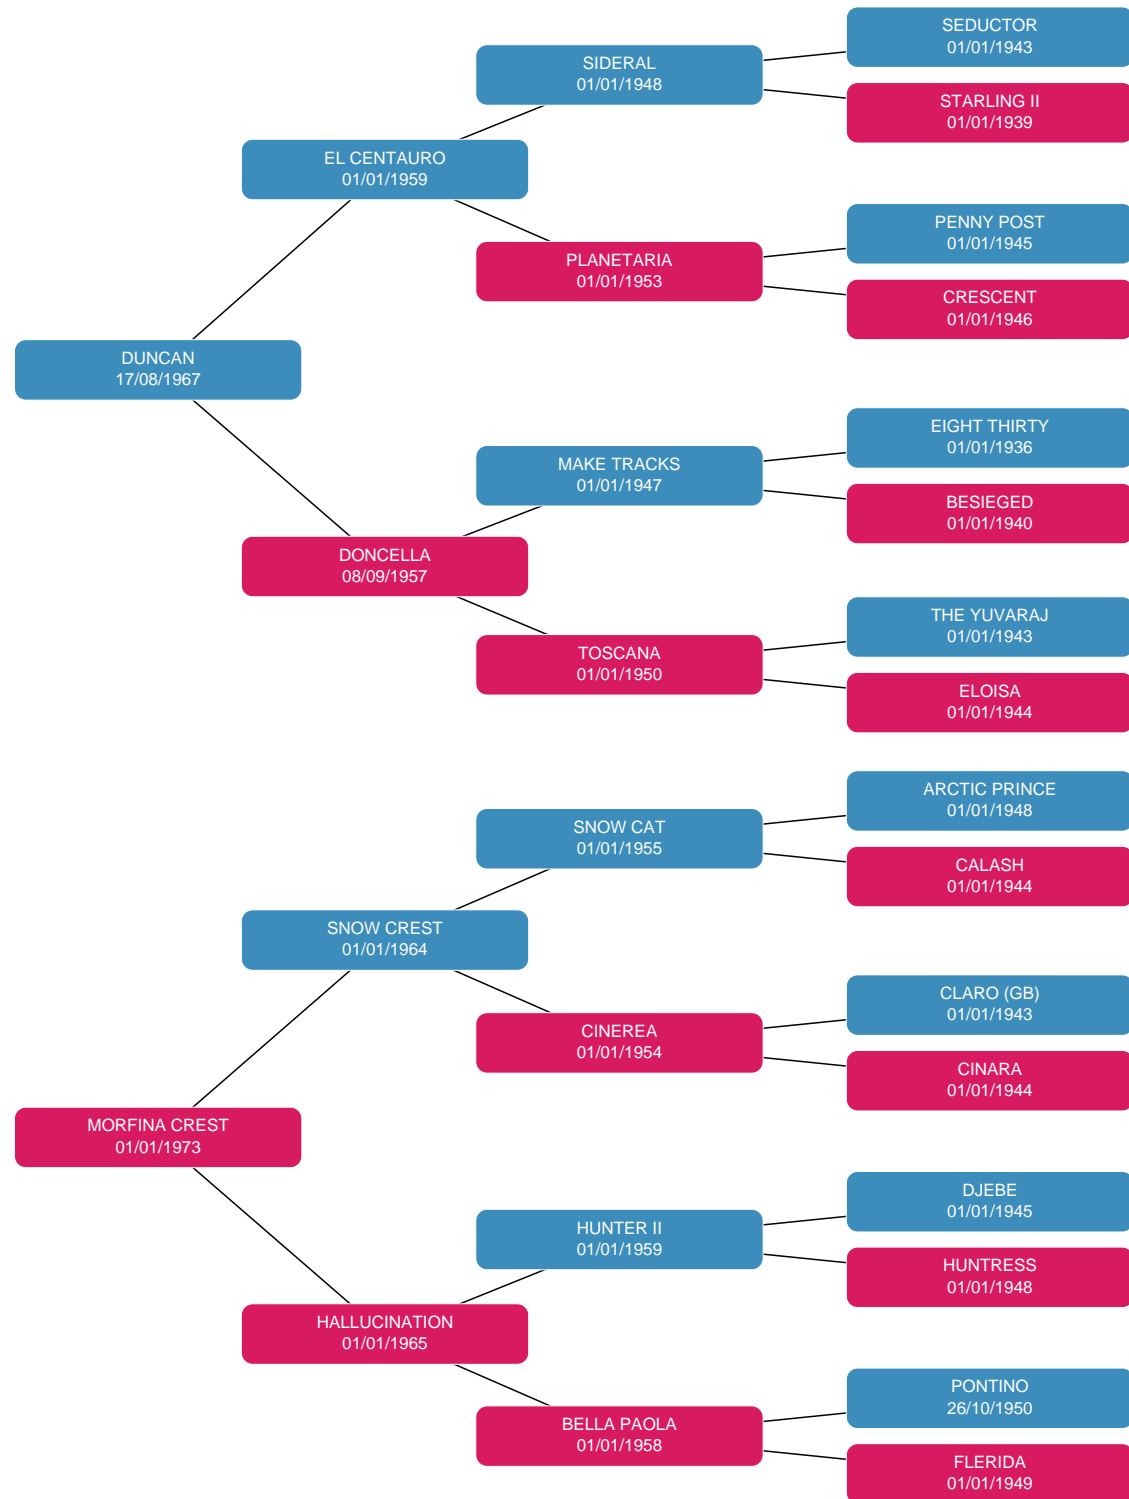 SEDUCTOR
01/01/1943
SIDERAL
01/01/1948
STARLING II
01/01/1939
EL CENTAURO
01/01/1959
PENNY POST
01/01/1945
PLANETARIA
01/01/1953
CRESCENT
01/01/1946
DUNCAN
17/08/1967
EIGHT THIRTY
01/01/1936
MAKE TRACKS
01/01/1947
BESIEGED
01/01/1940
DONCELLA
08/09/1957
THE YUVARAJ
01/01/1943
TOSCANA
01/01/1950
ELOISA
01/01/1944
ARCTIC PRINCE
01/01/1948
SNOW CAT
01/01/1955
CALASH
01/01/1944
SNOW CREST
01/01/1964
CLARO (GB)
01/01/1943
CINEREA
01/01/1954
CINARA
01/01/1944
MORFINA CREST
01/01/1973
DJEBE
01/01/1945
HUNTER II
01/01/1959
HUNTRESS
01/01/1948
HALLUCINATION
01/01/1965
PONTINO
26/10/1950
BELLA PAOLA
01/01/1958
FLERIDA
01/01/1949